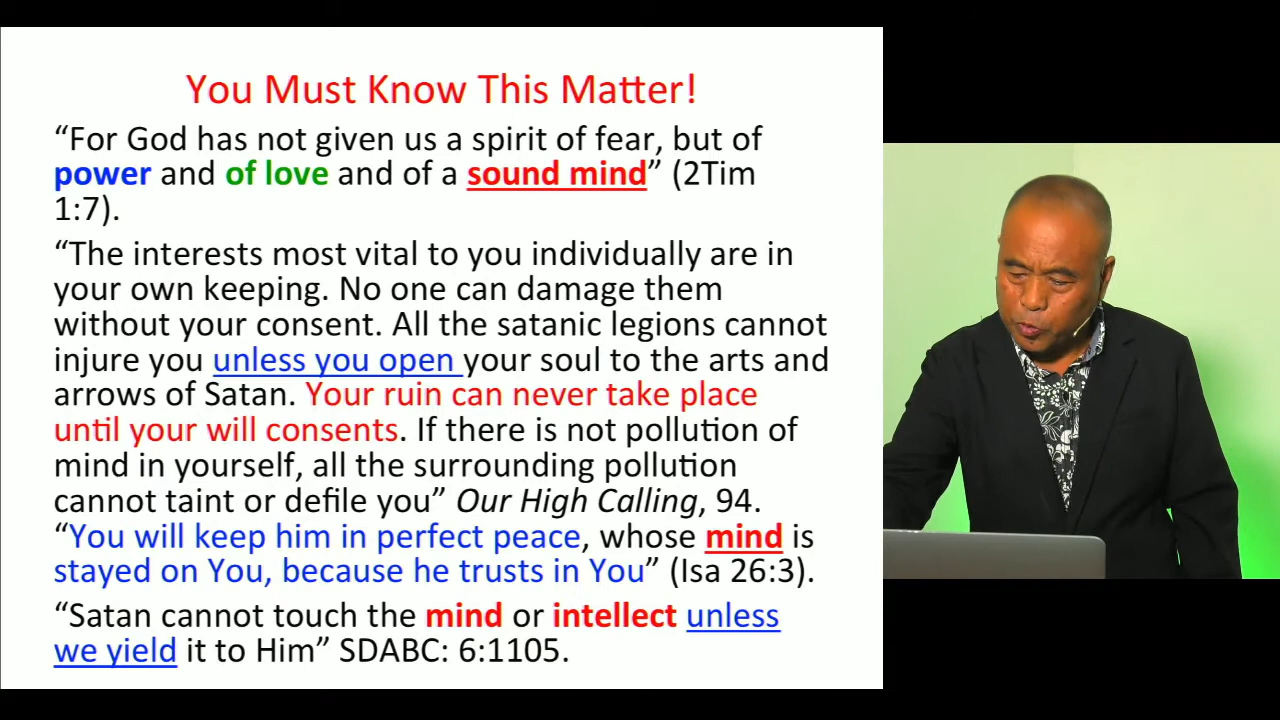 You Must Know This Matter!
“For God has not given us a spirit of fear, but of
power and of love and of a sound mind” (2Tim
1:7).
“The interests most vital to you individually are in
your own keeping. No one can damage them
without your consent. All the satanic legions cannot
injure you unless you open your soul to the arts and
arrows of Satan. Your ruin can never take place
until your will consents. If there is not pollution of
mind in yourself, all the surrounding pollution
cannot taint or defile you” Our High Calling, 94.
“You will keep him in perfect peace, whose mind is
stayed on You, because he trusts in You” (Isa 26:3).
“Satan cannot touch the mind or intellect unless
we yield it to Him” SDABC: 6:1105.